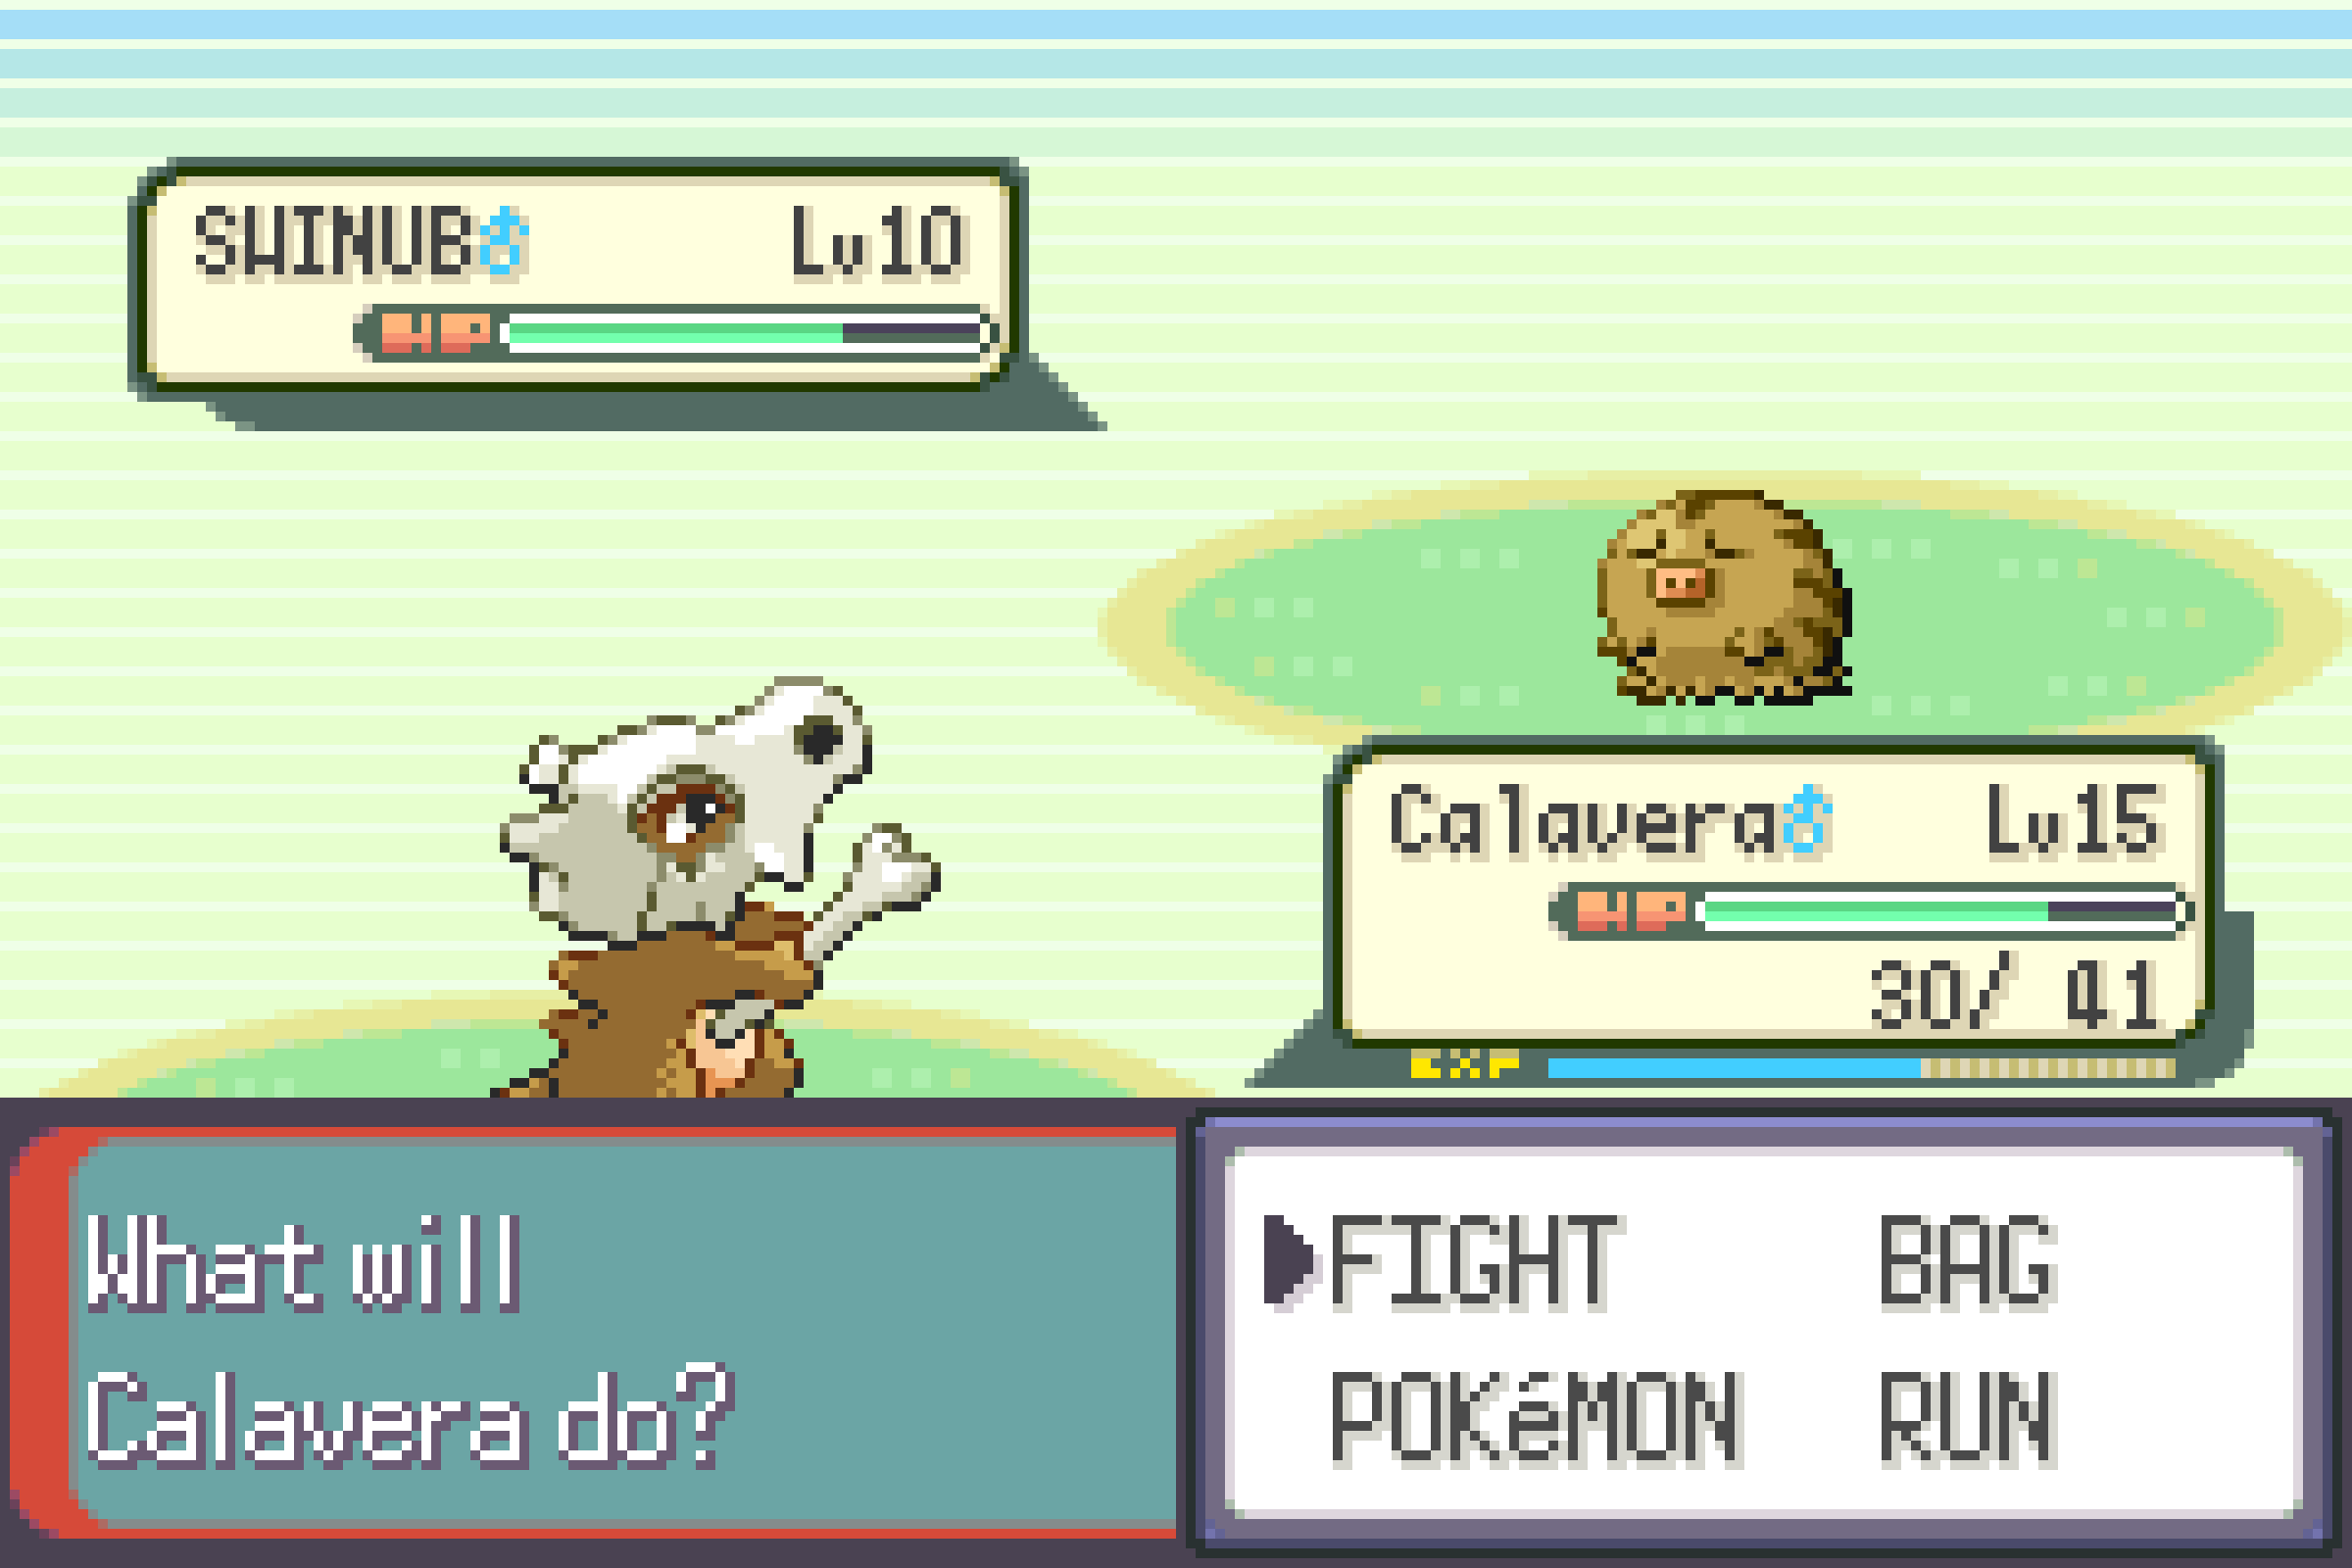 SWINUB♂ Lv10
HP
Calavera♂ Lv15
HP
30/ 41
EXP
What will
Calavera do?
▶FIGHT BAG
POKéMON RUN